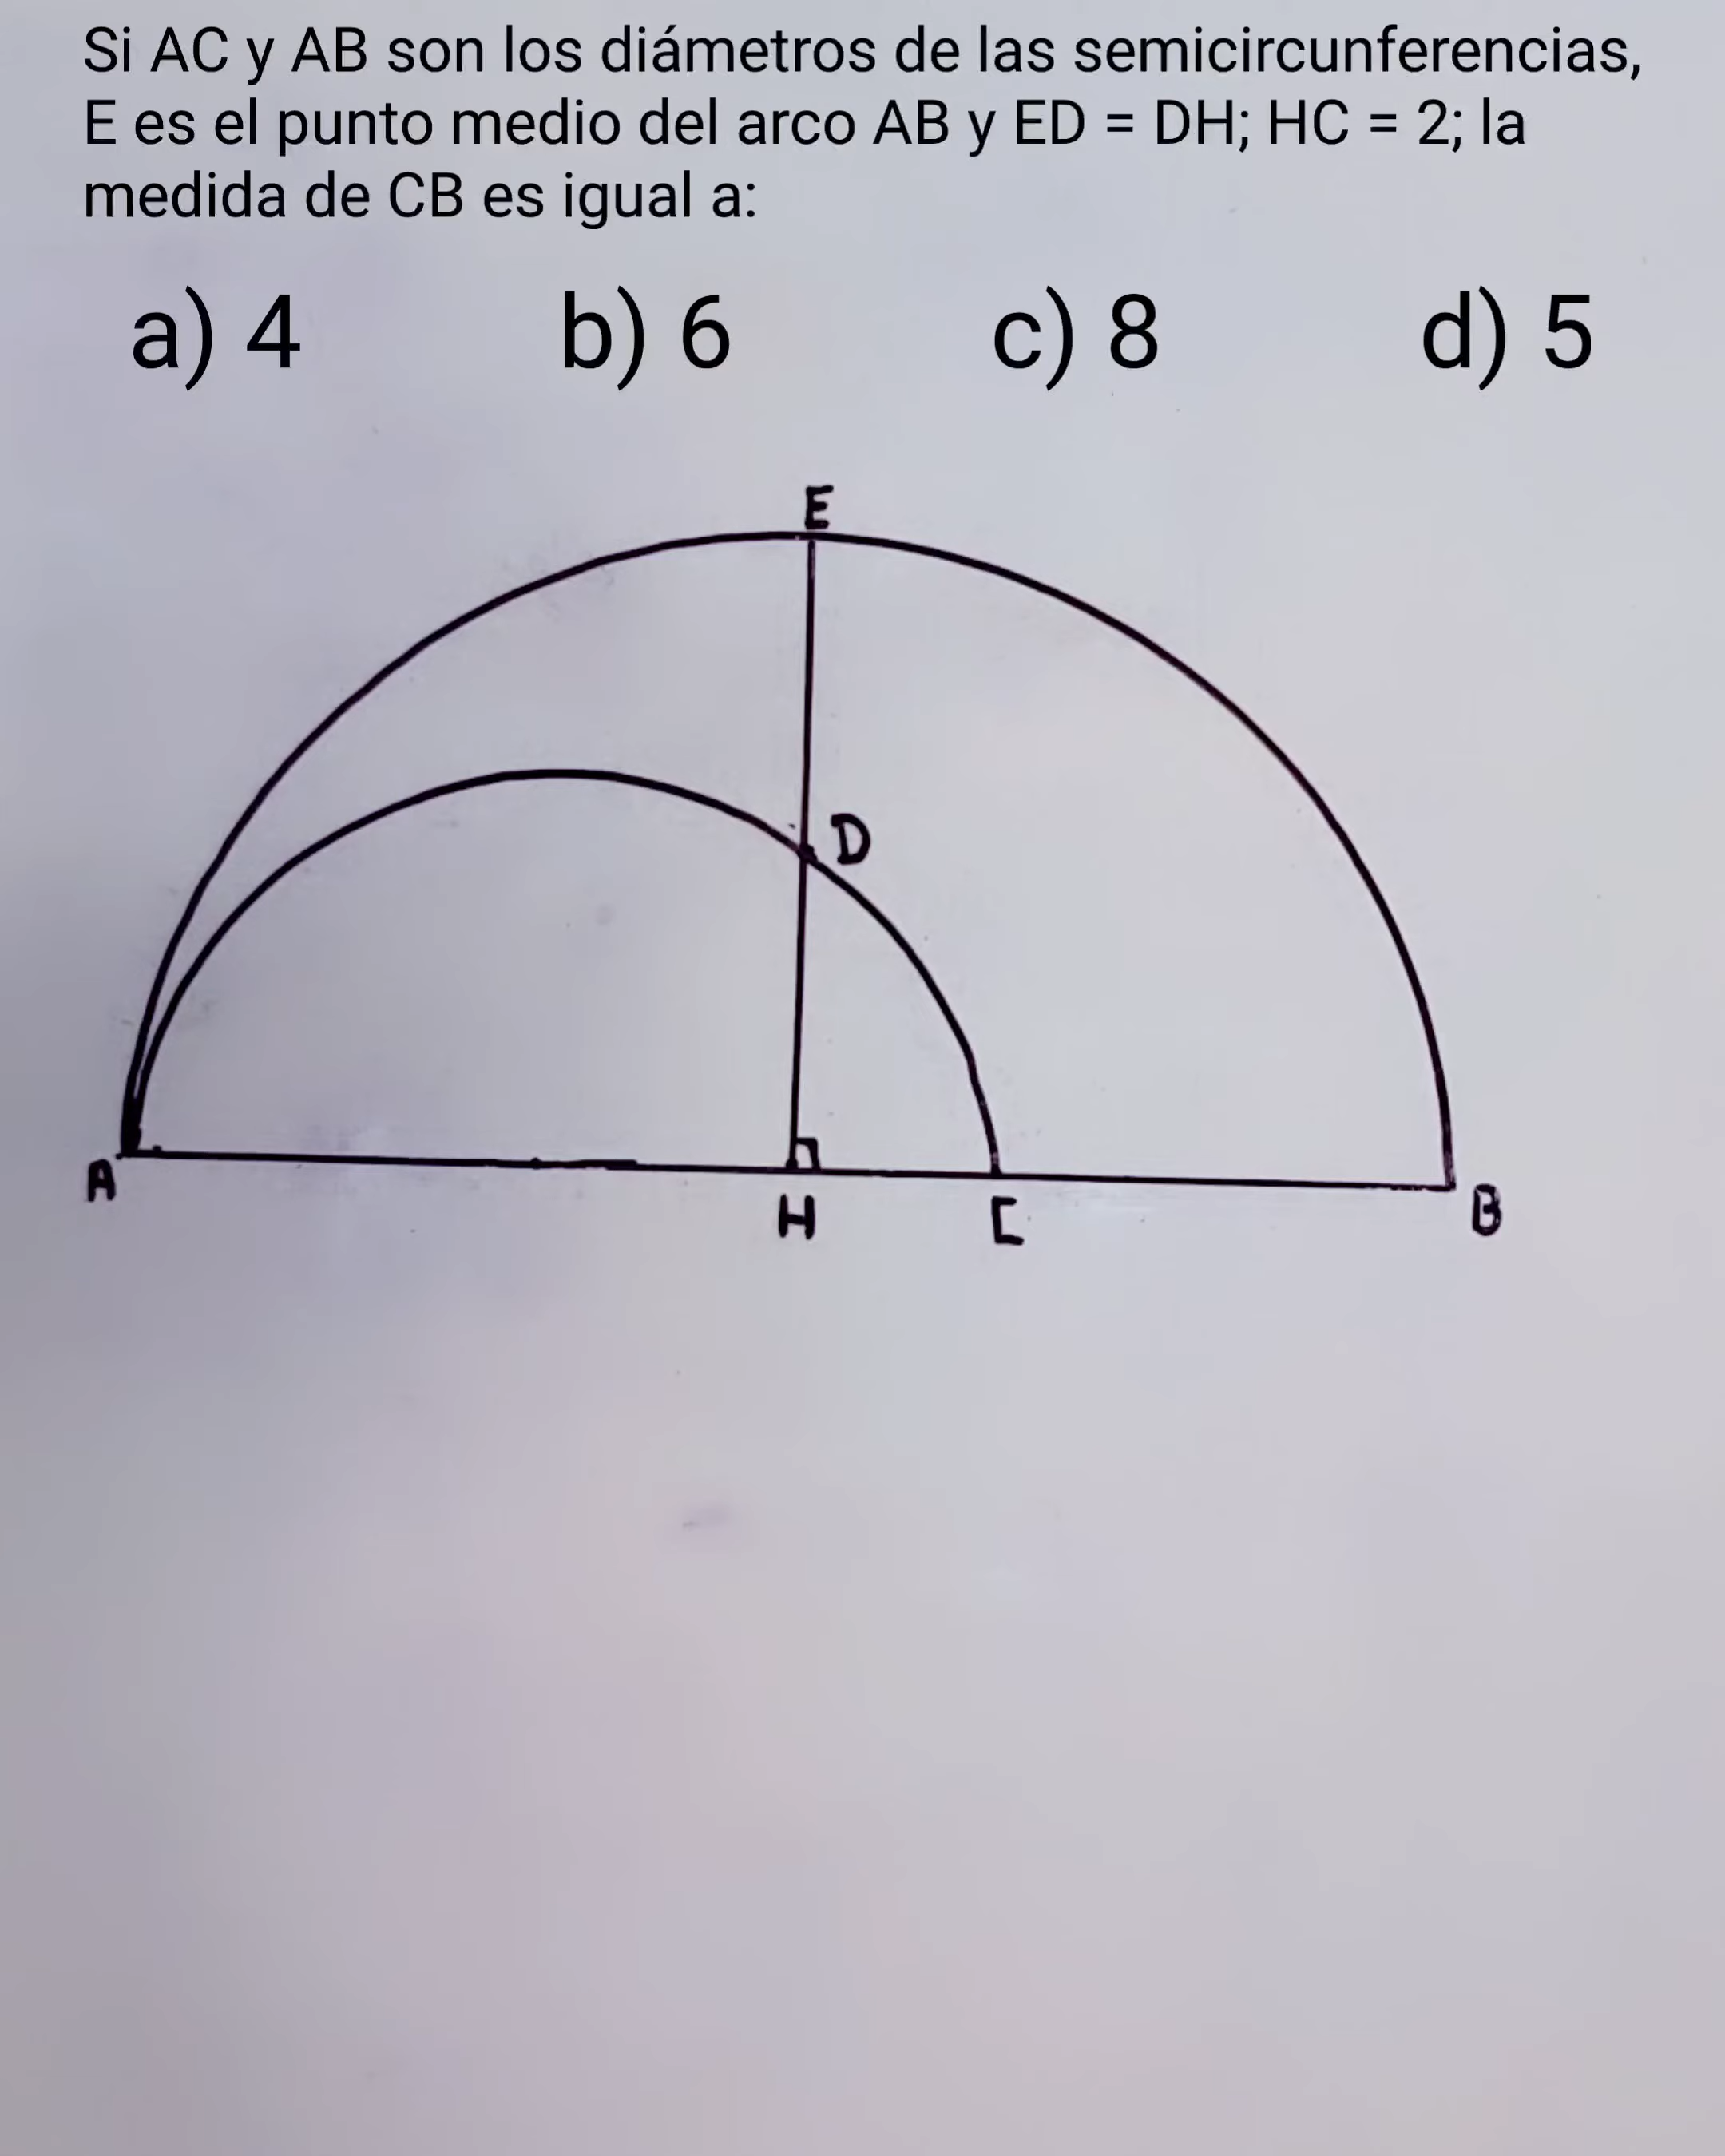 Si AC y AB son los diámetros de las semicircunferencias,
E es el punto medio del arco AB y ED = DH; HC = 2; la
medida de CB es igual a:
a) 4 b) 6 c) 8 d) 5
E
D
A
H C B